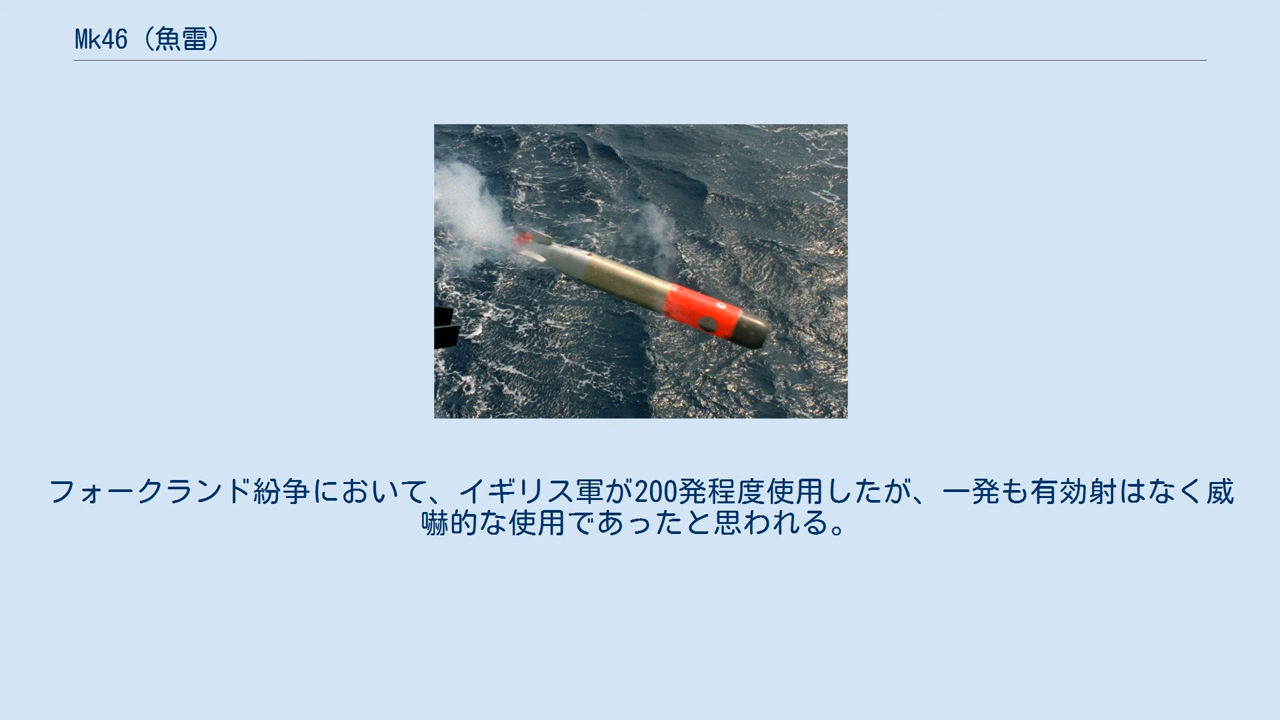 Mk46（魚雷）
フォークランド紛争において、イギリス軍が200発程度使用したが、一発も有効射はなく威
嚇的な使用であったと思われる。